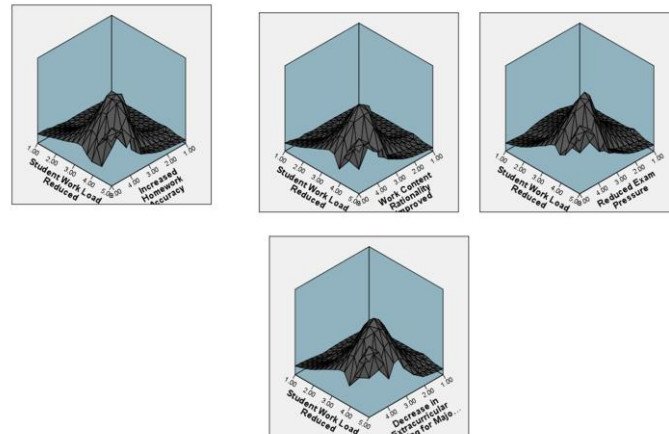 1.00
2.00
3.00
4.00
5.00
Student Work Load
Reduced
1.00
2.00
3.00
4.00
Increased
Homework
1.00
2.00
3.00
4.00
5.00
Student Work Load
Reduced
1.00
2.00
3.00
4.00
Work Content
Rationality
1.00
2.00
3.00
4.00
5.00
Student Work Load
Reduced
1.00
2.00
3.00
4.00
Reduced Exam
Pressure
1.00
2.00
3.00
4.00
5.00
Student Work Load
Reduced
1.00
2.00
3.00
4.00
Decrease in
for Majo...